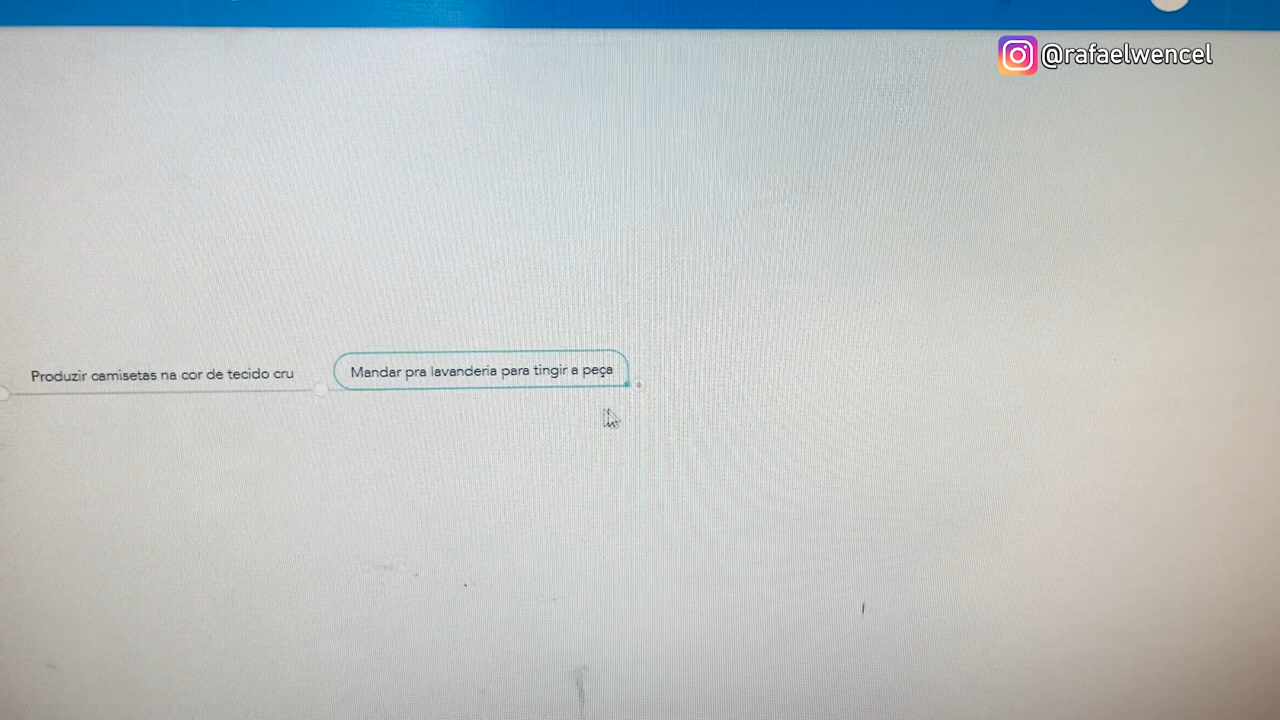 @rafaelwencel
Produzir camisetas na cor de tecido cru
Mandar pra lavanderia para tingir a peça